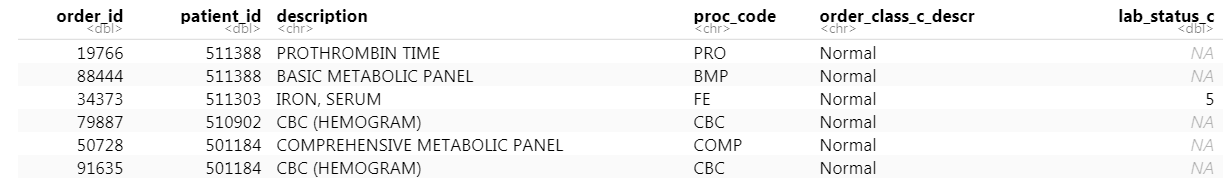 order_id patient_id description proc_code order_class_c_descr lab_status_c
<dbl> <dbl> <chr> <chr> <chr> <dbl>
19766 511388 PROTHROMBIN TIME PRO Normal NA
88444 511388 BASIC METABOLIC PANEL BMP Normal NA
34373 511303 IRON, SERUM FE Normal 5
79887 510902 CBC (HEMOGRAM) CBC Normal NA
50728 501184 COMPREHENSIVE METABOLIC PANEL COMP Normal NA
91635 501184 CBC (HEMOGRAM) CBC Normal NA